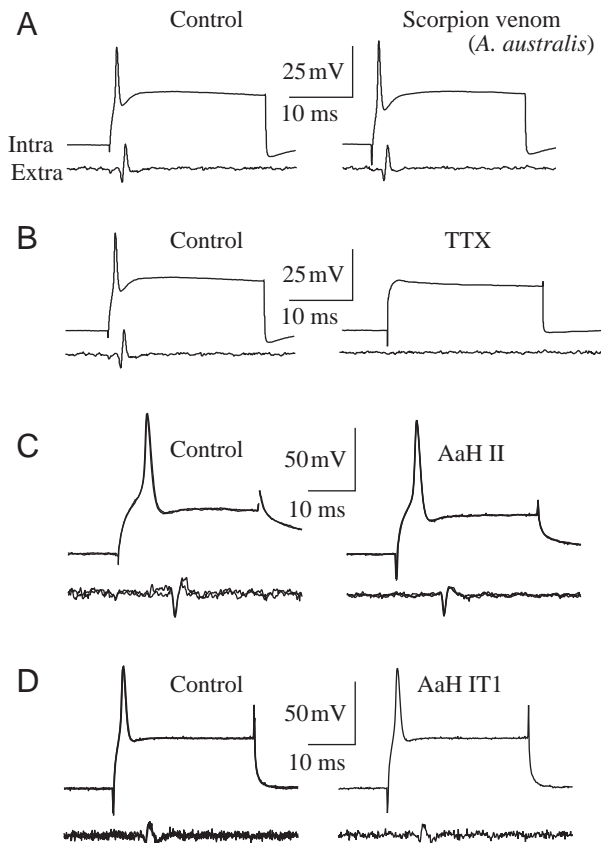 A
Control
Scorpion venom
(A. australis)
25 mV
10 ms
Intra
Extra
B
Control
TTX
25 mV
10 ms
C
Control
AaH II
50 mV
10 ms
D
Control
AaH IT1
50 mV
10 ms